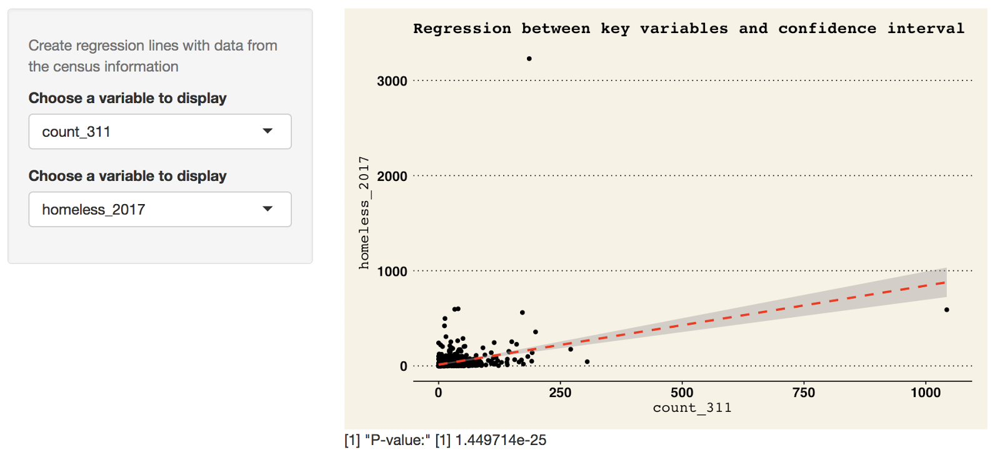 Create regression lines with data from
the census information
Choose a variable to display
count_311
Choose a variable to display
homeless_2017
Regression between key variables and confidence interval
homeless_2017
3000
2000
1000
0
0 250 500 750 1000
count_311
[1] "P-value:" [1] 1.449714e-25